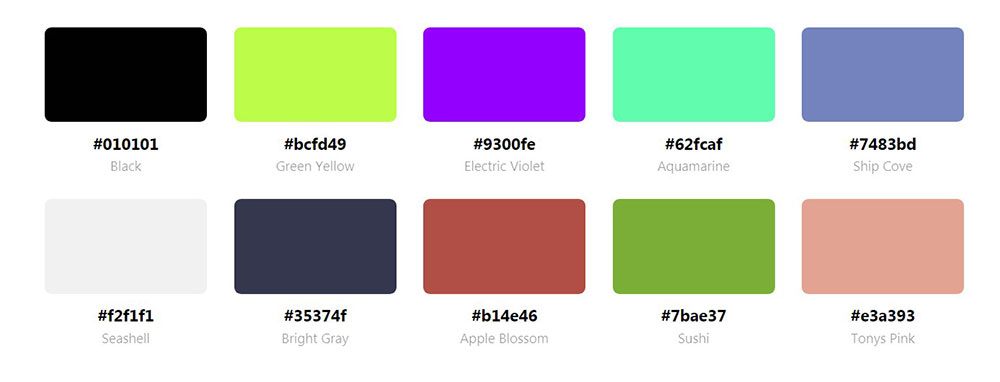 #010101 #bcfd49 #9300fe #62fcaf #7483bd
Black Green Yellow Electric Violet Aquamarine Ship Cove
#f2f1f1 #35374f #b14e46 #7bae37 #e3a393
Seashell Bright Gray Apple Blossom Sushi Tonys Pink